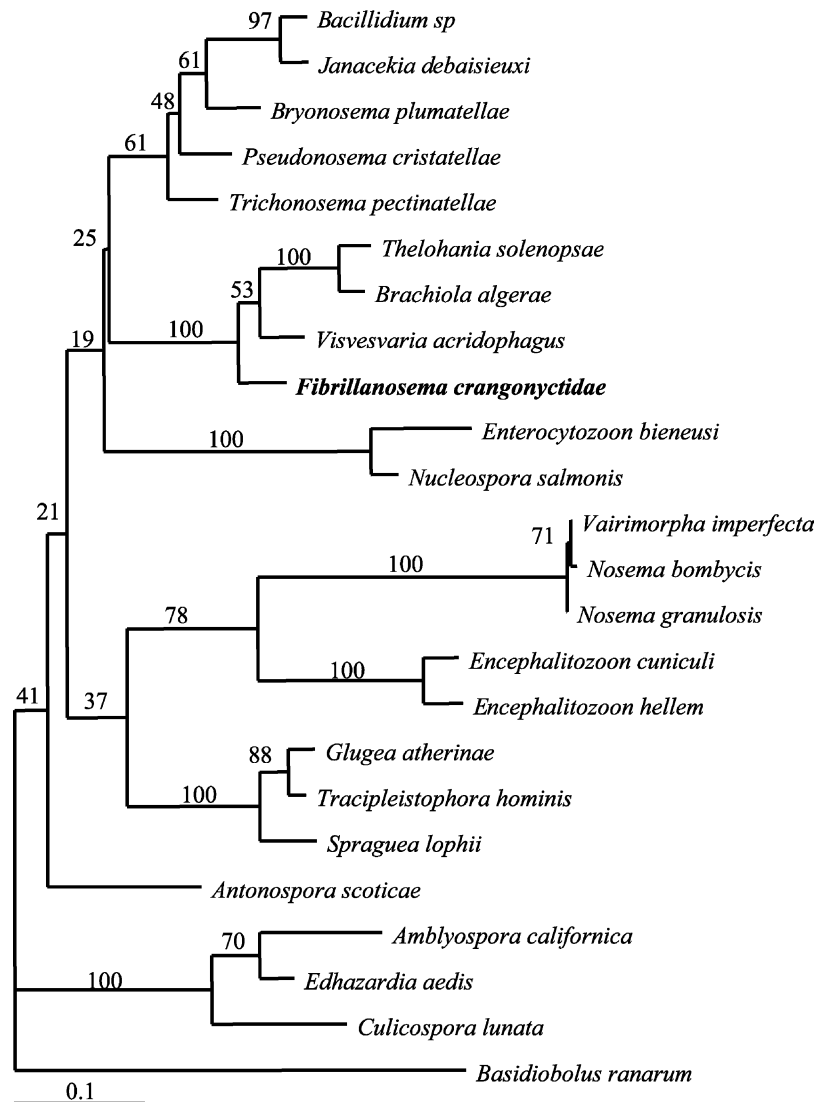 97
Bacillidium sp
Janacekia debaisieuxi
61
Bryonosema plumatellae
48
Pseudonosema cristatellae
61
Trichonosema pectinatellae
25
Thelohania solenopsae
100
Brachiola algerae
53
Visvesvaria acridophagus
100
Fibrillanosema crangonyctidae
19
Enterocytozoon bieneusi
100
Nucleospora salmonis
21
Vairimorpha imperfecta
71
Nosema bombycis
100
Nosema granulosis
78
Encephalitozoon cuniculi
100
Encephalitozoon hellem
41
37
Glugea atherinae
88
Tracipleistophora hominis
100
Spraguea lophii
Antonospora scoticae
Amblyospora californica
70
Edhazardia aedis
100
Culicospora lunata
Basidiobolus ranarum
0.1